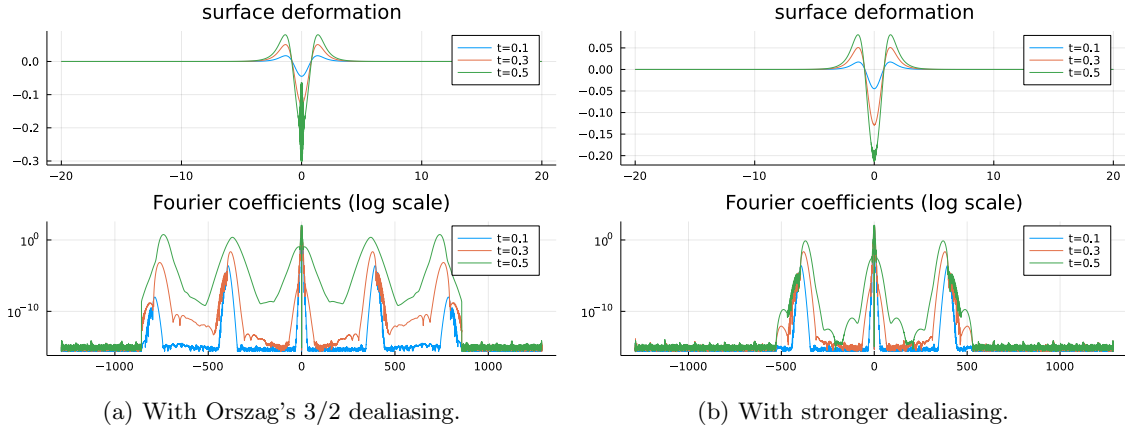 surface deformation
0.0
−0.1
−0.2
−0.3
t=0.1
t=0.3
t=0.5
−20
−10
0
10
20
Fourier coefficients (log scale)
10⁰
10⁻¹⁰
t=0.1
t=0.3
t=0.5
−1000
−500
0
500
1000
(a) With Orszag's 3/2 dealiasing.
surface deformation
0.05
0.00
−0.05
−0.10
−0.15
−0.20
t=0.1
t=0.3
t=0.5
−20
−10
0
10
20
Fourier coefficients (log scale)
10⁰
10⁻¹⁰
t=0.1
t=0.3
t=0.5
−1000
−500
0
500
1000
(b) With stronger dealiasing.